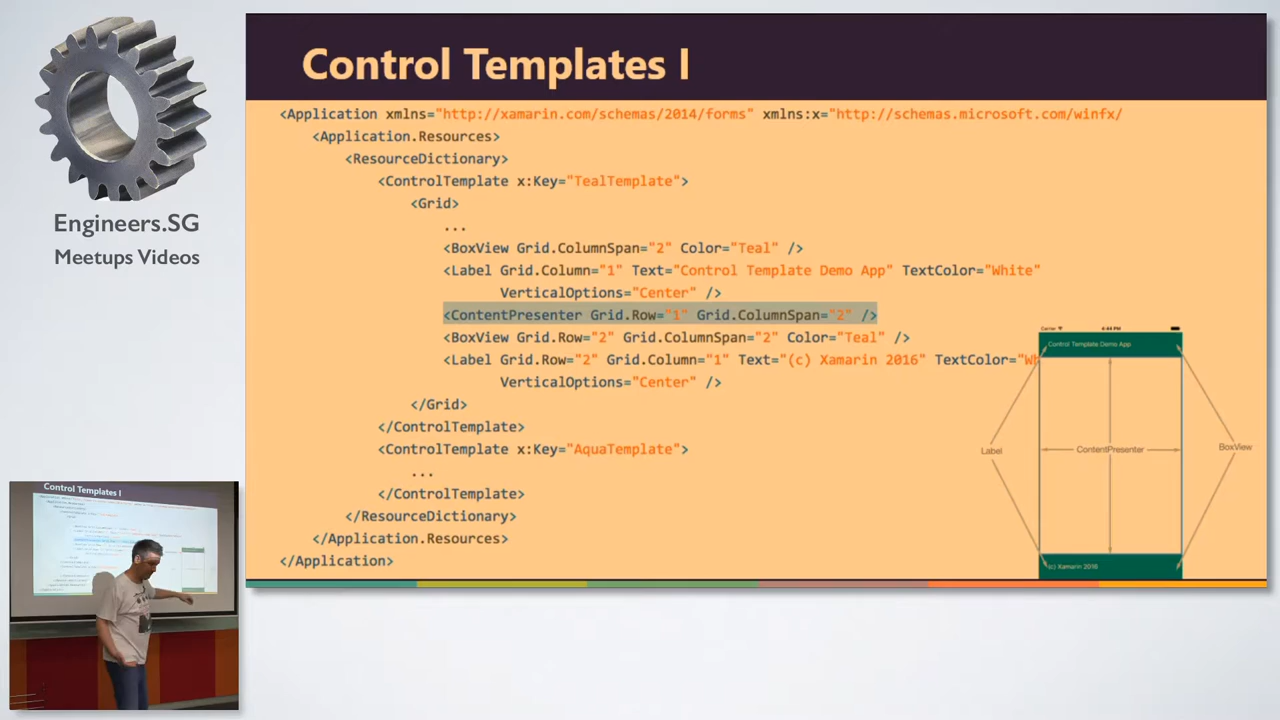 Engineers.SG
Meetups Videos
Control Templates I
<Application xmlns="http://xamarin.com/schemas/2014/forms" xmlns:x="http://schemas.microsoft.com/winfx/
<Application.Resources>
<ResourceDictionary>
<ControlTemplate x:Key="TealTemplate">
<Grid>
...
<BoxView Grid.ColumnSpan="2" Color="Teal" />
<Label Grid.Column="1" Text="Control Template Demo App" TextColor="White"
VerticalOptions="Center" />
<ContentPresenter Grid.Row="1" Grid.ColumnSpan="2" />
<BoxView Grid.Row="2" Grid.ColumnSpan="2" Color="Teal" />
<Label Grid.Row="2" Grid.Column="1" Text="(c) Xamarin 2016" TextColor="Wh
VerticalOptions="Center" />
</Grid>
</ControlTemplate>
<ControlTemplate x:Key="AquaTemplate">
...
</ControlTemplate>
</ResourceDictionary>
</Application.Resources>
</Application>
Carrier 4:44 PM
Control Template Demo App
Label
ContentPresenter
BoxView
(c) Xamarin 2016
Control Templates I